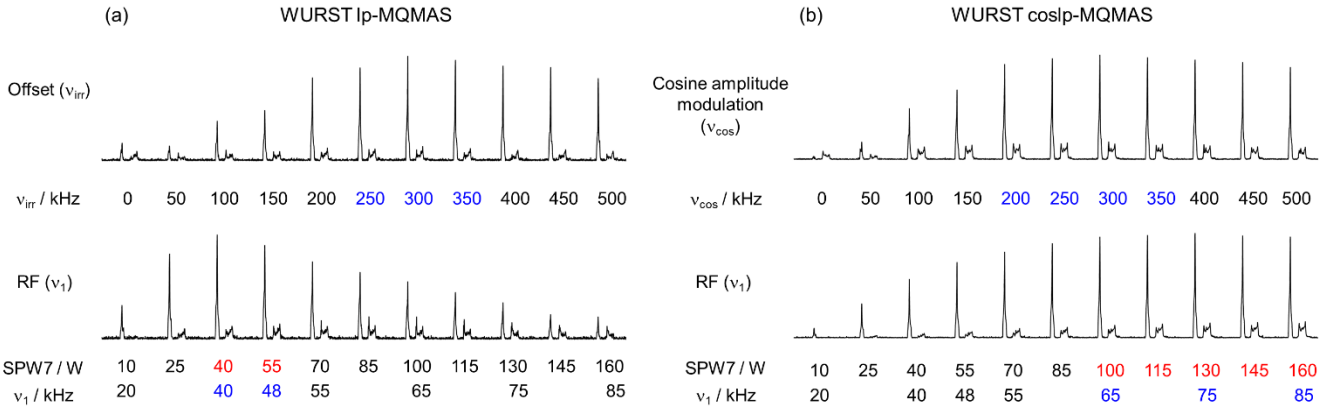 (a) WURST lp-MQMAS
Offset (νirr)
νirr / kHz 0 50 100 150 200 250 300 350 400 450 500
RF (ν1)
SPW7 / W 10 25 40 55 70 85 100 115 130 145 160
ν1 / kHz 20 40 48 55 65 75 85
(b) WURST coslp-MQMAS
Cosine amplitude
modulation
(νcos)
νcos / kHz 0 50 100 150 200 250 300 350 400 450 500
RF (ν1)
SPW7 / W 10 25 40 55 70 85 100 115 130 145 160
ν1 / kHz 20 40 48 55 65 75 85